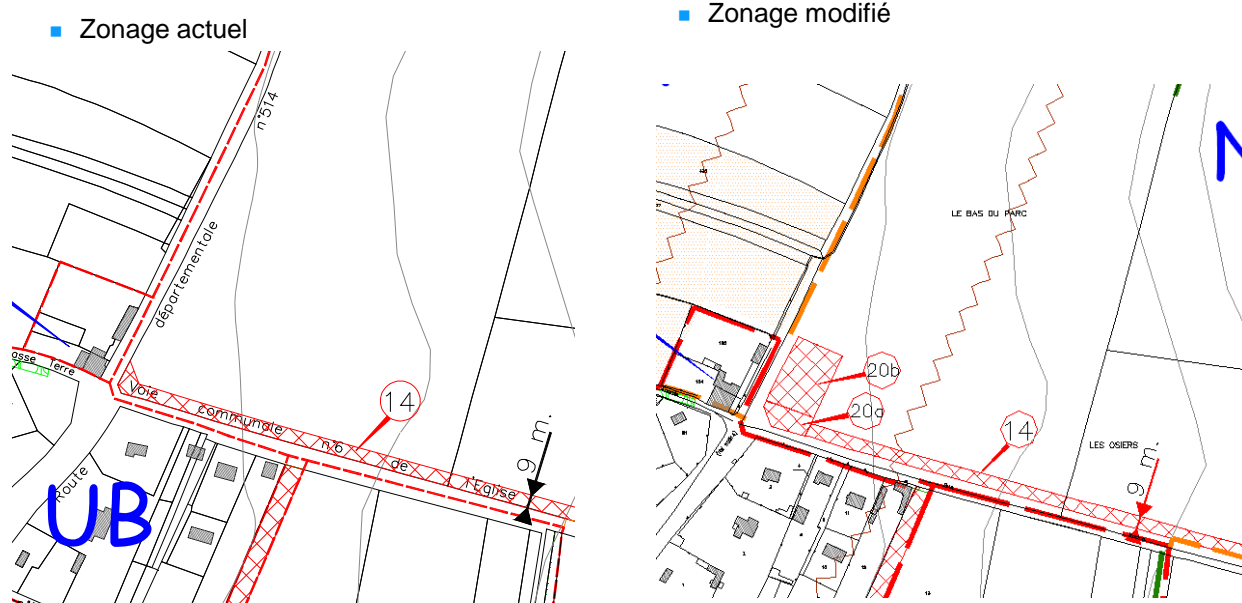 Zonage actuel
n°514
départementale
asse Terre
Voie communale n°6 de l'Eglise
14
9 m.
Route
UB
Zonage modifié
N
LE BAS DU PARC
20b
20a
14
LES OSIERS
9 m.